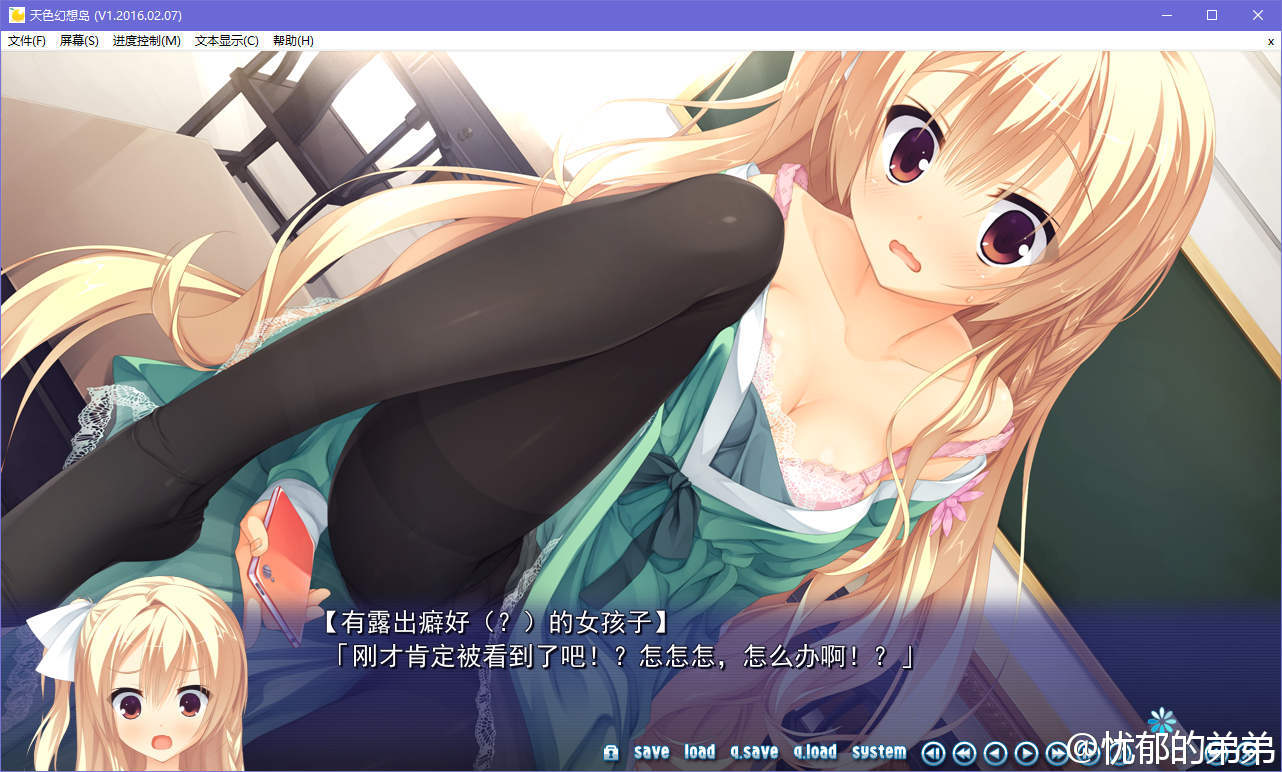 天色幻想岛 (V1.2016.02.07)
文件(F) 屏幕(S) 进度控制(M) 文本显示(C) 帮助(H) x
【有露出癖好（？）的女孩子】
「刚才肯定被看到了吧！？怎怎怎，怎么办啊！？」
save load q.save q.load system
@忧郁的弟弟